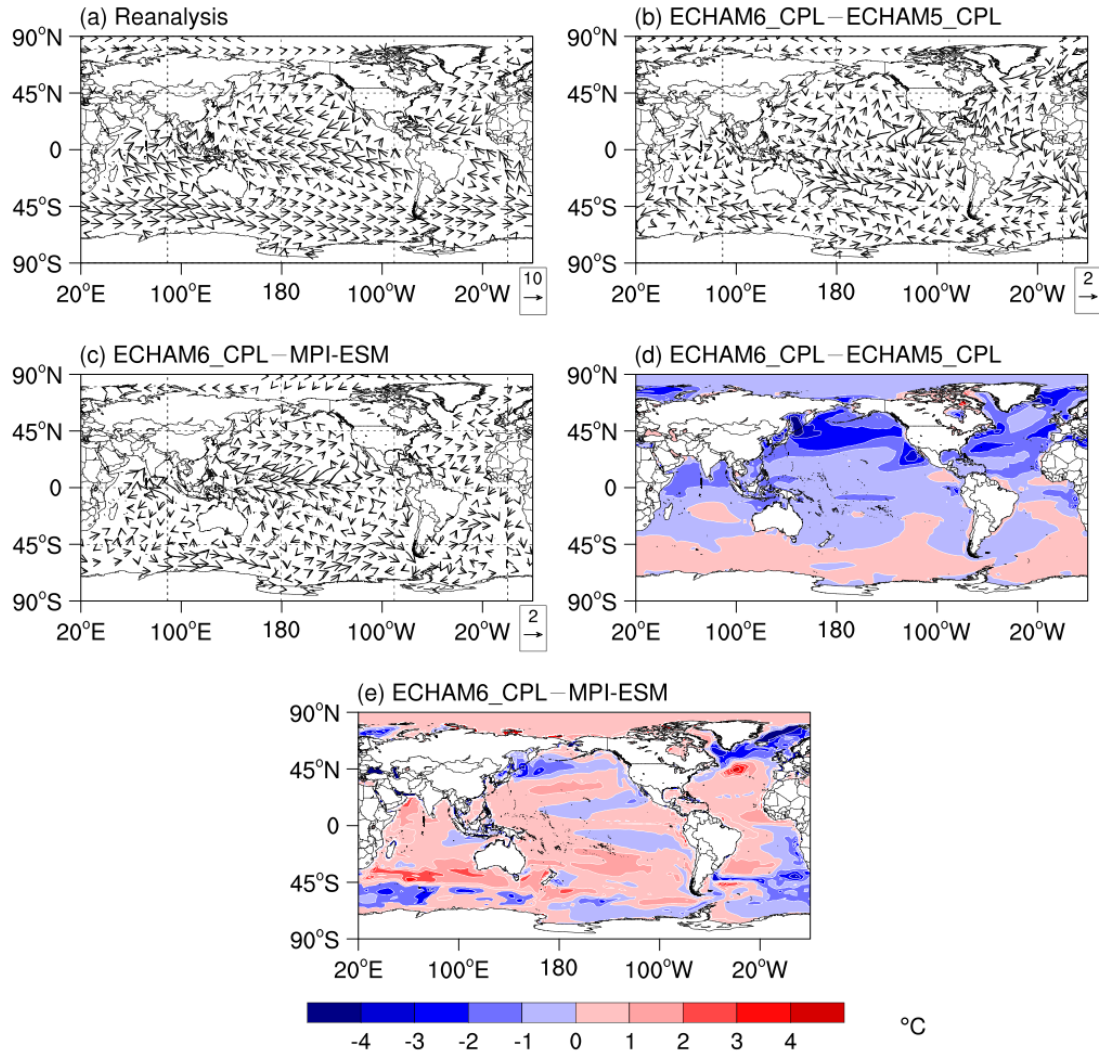 (a) Reanalysis
90°N
45°N
0
45°S
90°S
20°E 100°E 180 100°W 20°W
10
(b) ECHAM6_CPL−ECHAM5_CPL
90°N
45°N
0
45°S
90°S
20°E 100°E 180 100°W 20°W
2
(c) ECHAM6_CPL−MPI-ESM
90°N
45°N
0
45°S
90°S
20°E 100°E 180 100°W 20°W
2
(d) ECHAM6_CPL−ECHAM5_CPL
90°N
45°N
0
45°S
90°S
20°E 100°E 180 100°W 20°W
(e) ECHAM6_CPL−MPI-ESM
90°N
45°N
0
45°S
90°S
20°E 100°E 180 100°W 20°W
-4 -3 -2 -1 0 1 2 3 4 °C